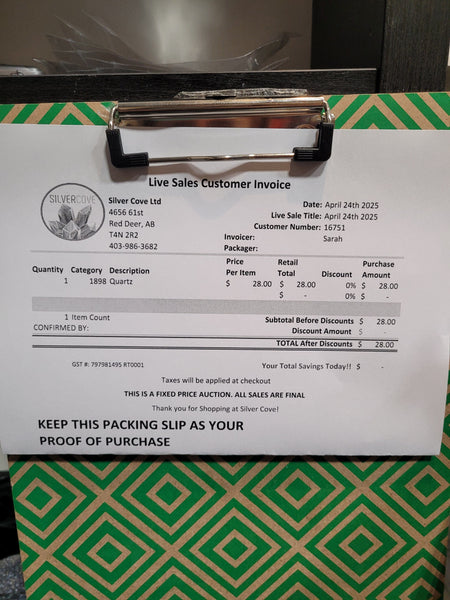 Live Sales Customer Invoice
SILVERCOVE
Silver Cove Ltd
4656 61st
Red Deer, AB
T4N 2R2
403-986-3682
Date: April 24th 2025
Live Sale Title: April 24th 2025
Customer Number: 16751
Invoicer: Sarah
Packager:
Quantity Category Description Price Per Item Retail Total Discount Purchase Amount
1 1898 Quartz $ 28.00 $ 28.00 0% $ 28.00
$ - 0% $ -
1 Item Count Subtotal Before Discounts $ 28.00
CONFIRMED BY: Discount Amount $ -
TOTAL After Discounts $ 28.00
GST #: 797981495 RT0001 Your Total Savings Today!! $ -
Taxes will be applied at checkout
THIS IS A FIXED PRICE AUCTION. ALL SALES ARE FINAL
Thank you for Shopping at Silver Cove!
KEEP THIS PACKING SLIP AS YOUR
PROOF OF PURCHASE